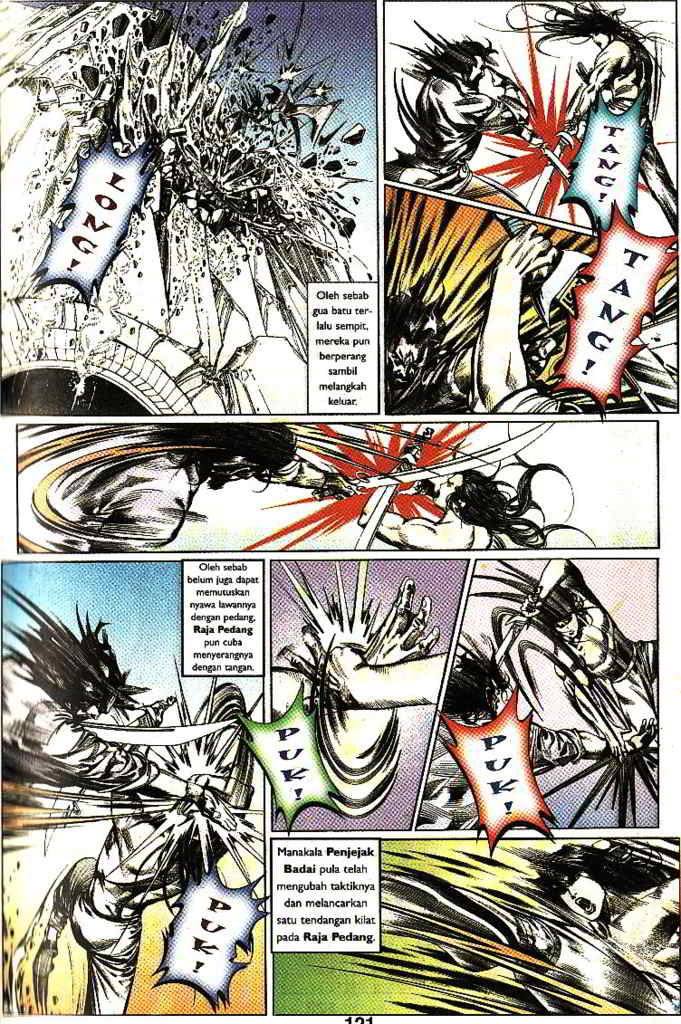 LONG!
Oleh sebab
gua batu ter-
lalu sempit,
mereka pun
berperang
sambil
melangkah
keluar.
TANG!
TANG!
Oleh sebab
belum juga dapat
memutuskan
nyawa lawannya
dengan pedang,
Raja Pedang
pun cuba
menyerangnya
dengan tangan.
PUK!
PUK!
PUK!
Manakala Penjejak
Badai pula telah
mengubah taktiknya
dan melancarkan
satu tendangan kilat
pada Raja Pedang.
121